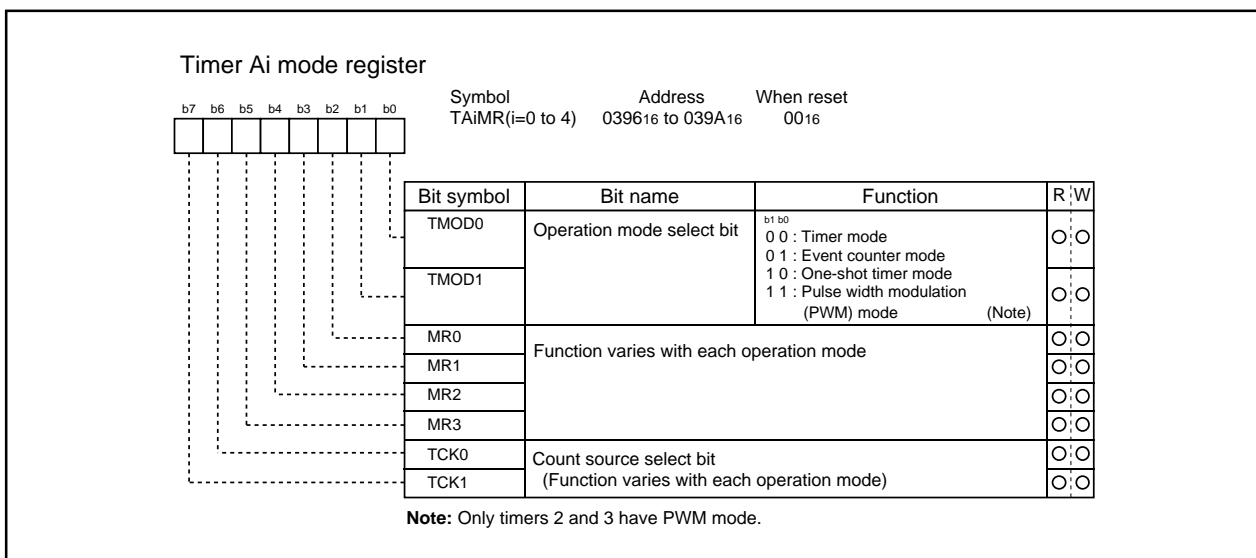 Timer Ai mode register
Symbol Address When reset
TAiMR(i=0 to 4) 039616 to 039A16 0016
b7 b6 b5 b4 b3 b2 b1 b0
Bit symbol Bit name Function R W
TMOD0 Operation mode select bit b1 b0
0 0 : Timer mode
0 1 : Event counter mode
TMOD1 1 0 : One-shot timer mode
1 1 : Pulse width modulation
(PWM) mode (Note)
MR0 Function varies with each operation mode
MR1
MR2
MR3
TCK0 Count source select bit
TCK1 (Function varies with each operation mode)
Note: Only timers 2 and 3 have PWM mode.